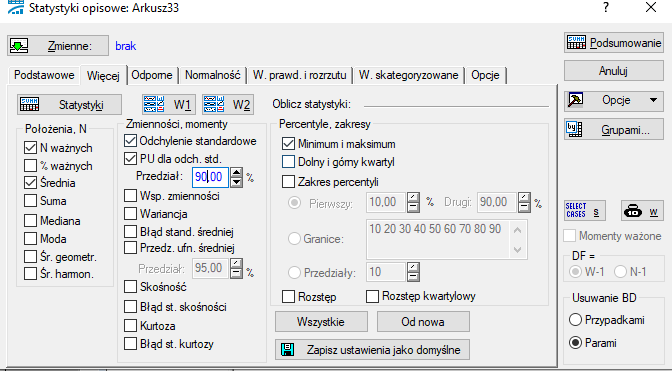 Statystyki opisowe: Arkusz33
Zmienne: brak
Podstawowe Więcej Odporne Normalność W. prawd. i rozrzutu W. skategoryzowane Opcje
Statystyki W1 W2 Oblicz statystyki:
Położenia, N
N ważnych
% ważnych
Średnia
Suma
Mediana
Moda
Śr. geometr.
Śr. harmon.
Zmienności, momenty
Odchylenie standardowe
PU dla odch. std.
Przedział: 90,00 %
Wsp. zmienności
Wariancja
Błąd stand. średniej
Przedz. ufn. średniej
Przedział: 95,00 %
Skośność
Błąd st. skośności
Kurtoza
Błąd st. kurtozy
Percentyle, zakresy
Minimum i maksimum
Dolny i górny kwartyl
Zakres percentyli
Pierwszy: 10,00 % Drugi: 90,00 %
Granice: 10 20 30 40 50 60 70 80 90
Przedziały: 10
Rozstęp Rozstęp kwartylowy
Wszystkie Od nowa
Zapisz ustawienia jako domyślne
Podsumowanie
Anuluj
Opcje
Grupami...
SELECT CASES S W
Momenty ważone
DF =
W-1 N-1
Usuwanie BD
Przypadkami
Parami